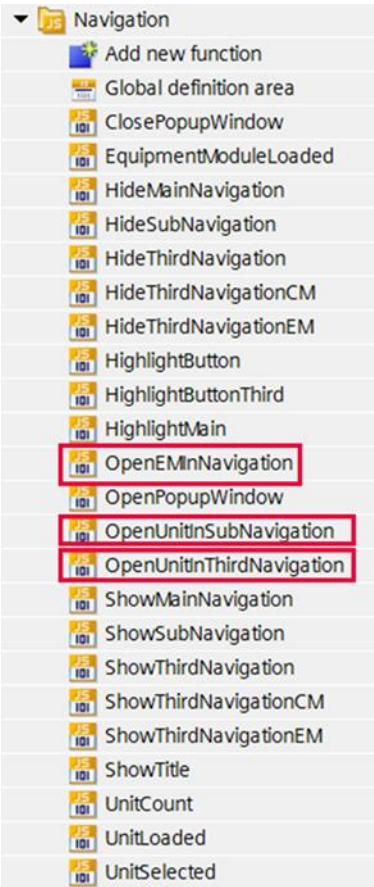 Navigation
Add new function
Global definition area
ClosePopupWindow
EquipmentModuleLoaded
HideMainNavigation
HideSubNavigation
HideThirdNavigation
HideThirdNavigationCM
HideThirdNavigationEM
HighlightButton
HighlightButtonThird
HighlightMain
OpenEMInNavigation
OpenPopupWindow
OpenUnitInSubNavigation
OpenUnitInThirdNavigation
ShowMainNavigation
ShowSubNavigation
ShowThirdNavigation
ShowThirdNavigationCM
ShowThirdNavigationEM
ShowTitle
UnitCount
UnitLoaded
UnitSelected